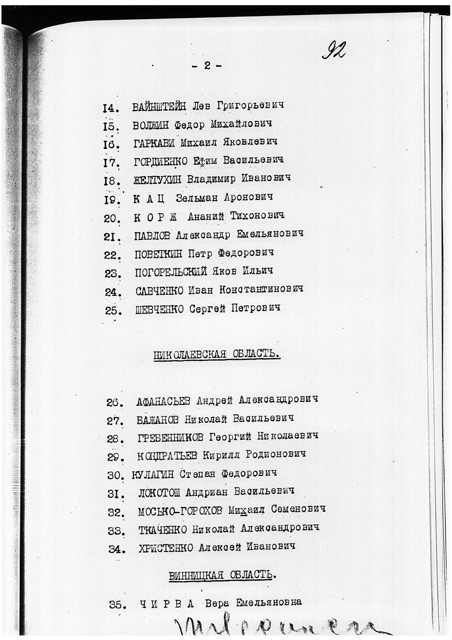 92
- 2 -
14. ВАЙНШТЕЙН Лев Григорьевич
15. ВОЛЖИН Федор Михайлович
16. ГАРКАВИ Михаил Яковлевич
17. ГОРДИЕНКО Ефим Васильевич
18. ЖЕЛТУХИН Владимир Иванович
19. К А Ц Зельман Аронович
20. К О Р Ж Ананий Тихонович
21. ПАВЛОВ Александр Емельянович
22. ПОВЕТКИН Петр Федорович
23. ПОГОРЕЛЬСКИЙ Яков Ильич
24. САВЧЕНКО Иван Константинович
25. ШЕВЧЕНКО Сергей Петрович
НИКОЛАЕВСКАЯ ОБЛАСТЬ.
26. АФАНАСЬЕВ Андрей Александрович
27. БАЖАНОВ Николай Васильевич
28. ГРЕБЕННИКОВ Георгий Николаевич
29. КОНДРАТЬЕВ Кирилл Родионович
30. КУЛАГИН Степан Федорович
31. ЛОКОТОШ Андриан Васильевич
32. МОСЬКО-ГОРОХОВ Михаил Семенович
33. ТКАЧЕНКО Николай Александрович
34. ХРИСТЕНКО Алексей Иванович
ВИННИЦКАЯ ОБЛАСТЬ.
35. Ч И Р В А Вера Емельяновна